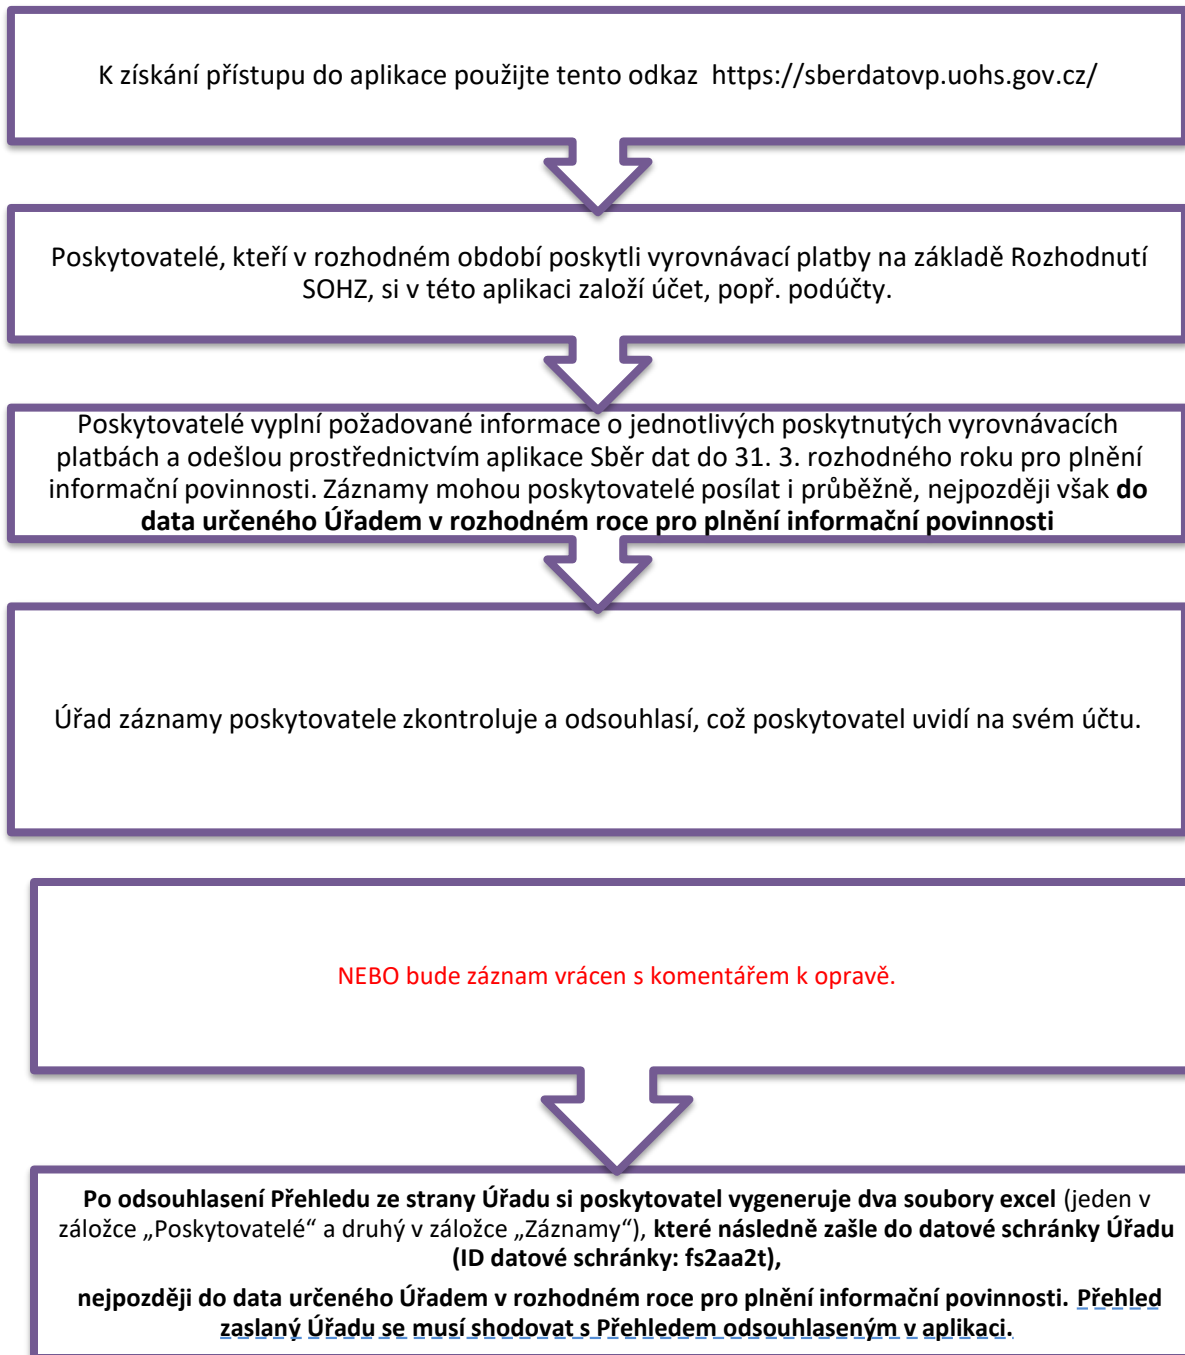 K získání přístupu do aplikace použijte tento odkaz  https://sberdatovp.uohs.gov.cz/
Poskytovatelé, kteří v rozhodném období poskytli vyrovnávací platby na základě Rozhodnutí
SOHZ, si v této aplikaci založí účet, popř. podúčty.
Poskytovatelé vyplní požadované informace o jednotlivých poskytnutých vyrovnávacích
platbách a odešlou prostřednictvím aplikace Sběr dat do 31. 3. rozhodného roku pro plnění
informační povinnosti. Záznamy mohou poskytovatelé posílat i průběžně, nejpozději však do
data určeného Úřadem v rozhodném roce pro plnění informační povinnosti
Úřad záznamy poskytovatele zkontroluje a odsouhlasí, což poskytovatel uvidí na svém účtu.
NEBO bude záznam vrácen s komentářem k opravě.
Po odsouhlasení Přehledu ze strany Úřadu si poskytovatel vygeneruje dva soubory excel (jeden v
záložce „Poskytovatelé“ a druhý v záložce „Záznamy“), které následně zašle do datové schránky Úřadu
(ID datové schránky: fs2aa2t),
nejpozději do data určeného Úřadem v rozhodném roce pro plnění informační povinnosti. Přehled
zaslaný Úřadu se musí shodovat s Přehledem odsouhlaseným v aplikaci.